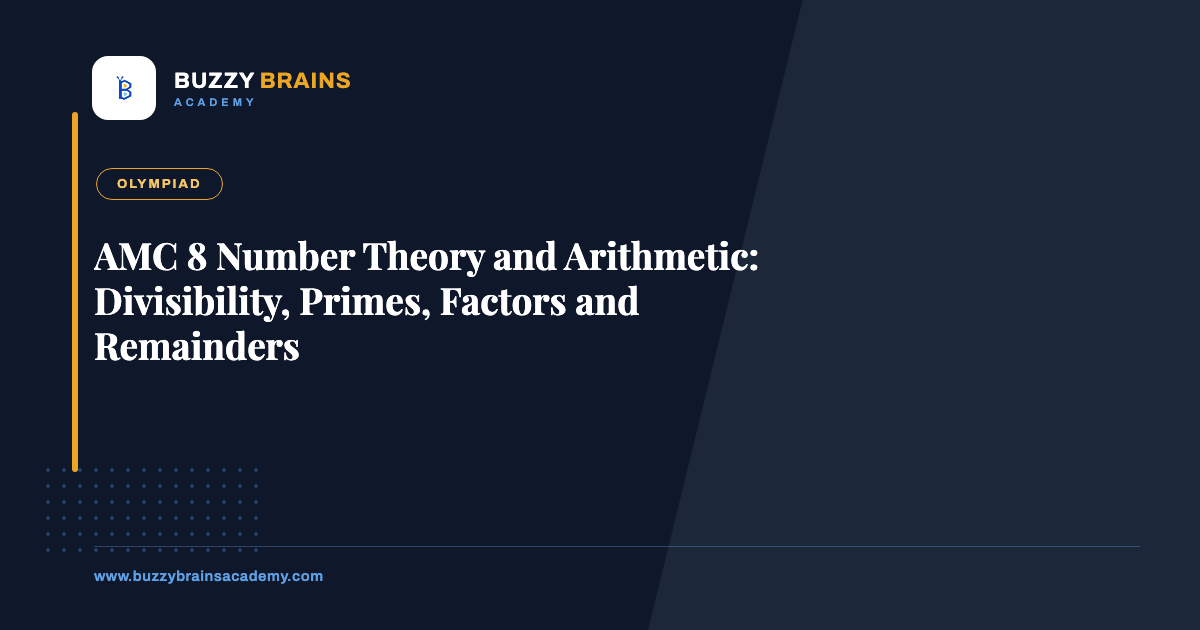 BUZZY BRAINS
ACADEMY
OLYMPIAD
AMC 8 Number Theory and Arithmetic:
Divisibility, Primes, Factors and
Remainders
www.buzzybrainsacademy.com